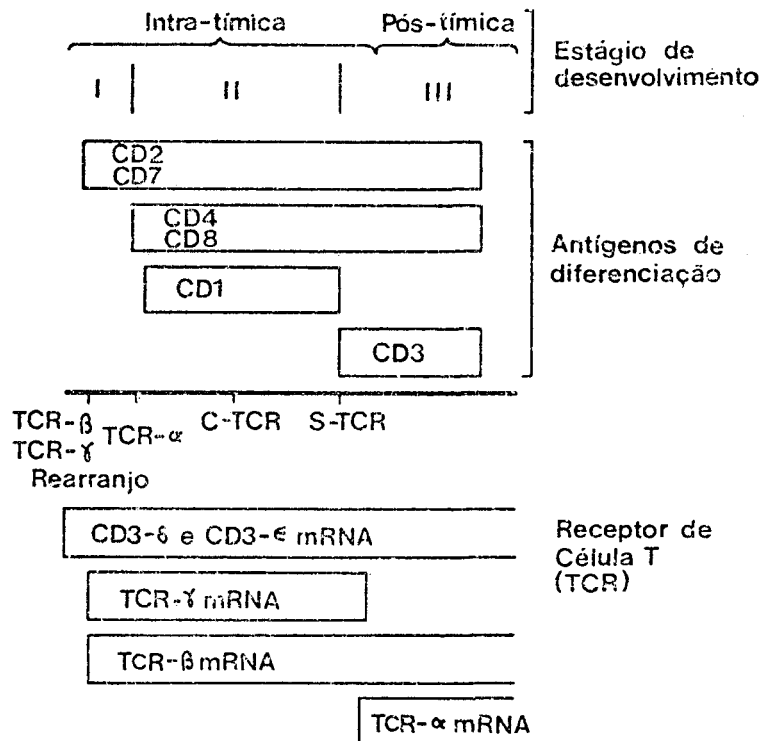 Intra-tímica
Pós-tímica
Estágio de
desenvolvimento
I
II
III
CD2
CD7
CD4
CD8
CD1
CD3
Antígenos de
diferenciação
TCR-β
TCR-γ
TCR-α
C-TCR
S-TCR
Rearranjo
CD3-δ e CD3-ϵ mRNA
TCR-γ mRNA
TCR-β mRNA
TCR-α mRNA
Receptor de
Célula T
(TCR)